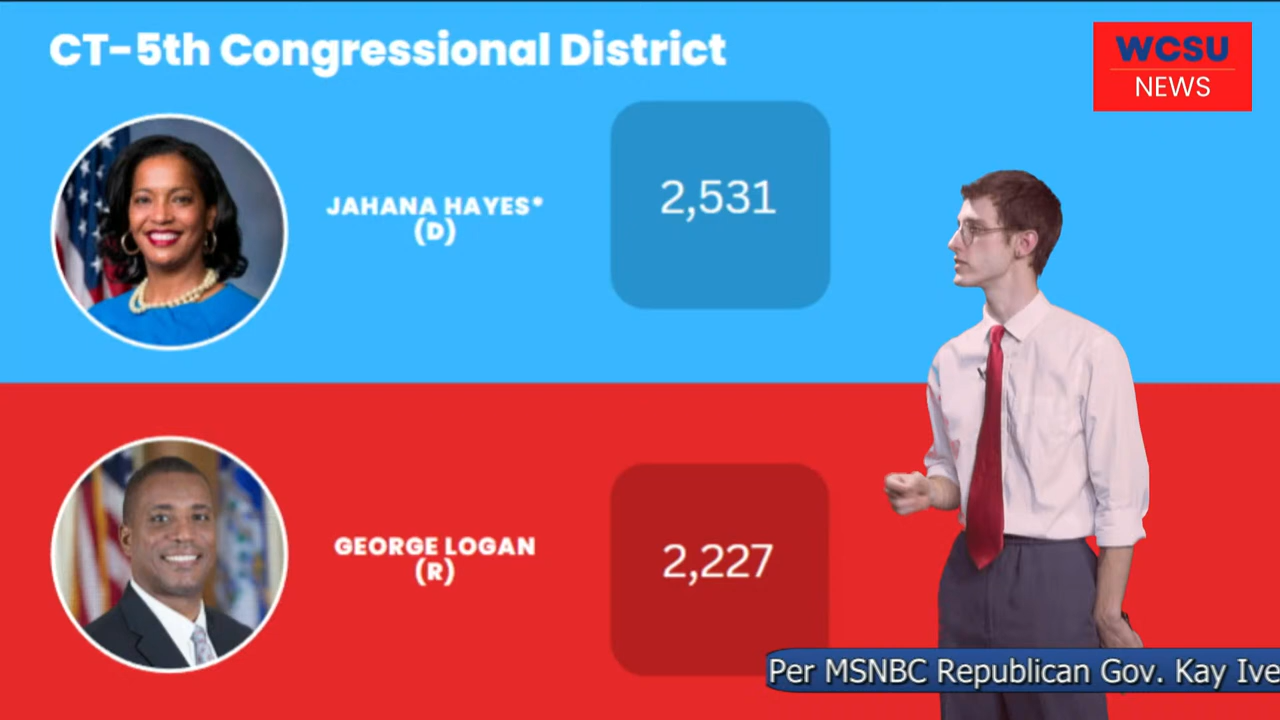 CT-5th Congressional District
WCSU
NEWS
JAHANA HAYES*
(D)
2,531
GEORGE LOGAN
(R)
2,227
Per MSNBC Republican Gov. Kay Ive